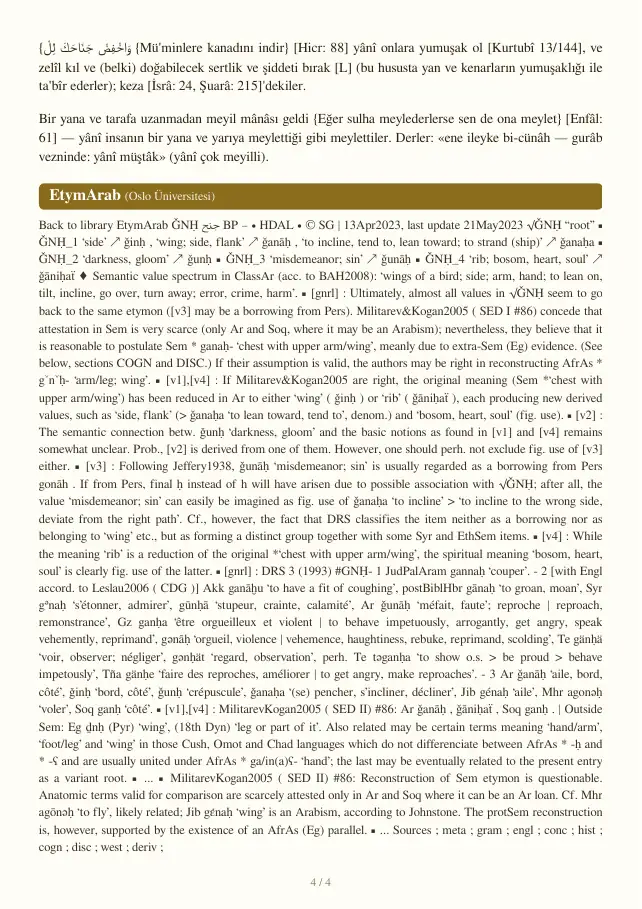 {وَاخْفِضْ جَنَاحَكَ لِلْ} {Mü'minlere kanadını indir} [Hicr: 88] yânî onlara yumuşak ol [Kurtubî 13/144], ve
zelîl kıl ve (belki) doğabilecek sertlik ve şiddeti bırak [L] (bu hususta yan ve kenarların yumuşaklığı ile
ta'bîr ederler); keza [İsrâ: 24, Şuarâ: 215]'dekiler.
Bir yana ve tarafa uzanmadan meyil mânâsı geldi {Eğer sulha meylederlerse sen de ona meylet} [Enfâl:
61] — yânî insanın bir yana ve yarıya meylettiği gibi meylettiler. Derler: «ene ileyke bi-cünâh — gurâb
vezninde: yânî müştâk» (yânî çok meyilli).
EtymArab (Oslo Üniversitesi)
Back to library EtymArab ǦNḤ جنح BP – • HDAL • © SG | 13Apr2023, last update 21May2023 √ǦNḤ “root” ▪
ǦNḤ_1 ‘side’ ↗ ǧinḥ , ‘wing; side, flank’ ↗ ǧanāḥ , ‘to incline, tend to, lean toward; to strand (ship)’ ↗ ǧanaḥa ▪
ǦNḤ_2 ‘darkness, gloom’ ↗ ǧunḥ ▪ ǦNḤ_3 ‘misdemeanor; sin’ ↗ ǧunāḥ ▪ ǦNḤ_4 ‘rib; bosom, heart, soul’ ↗
ǧāniḥaẗ ♦ Semantic value spectrum in ClassAr (acc. to BAH2008): ‘wings of a bird; side; arm, hand; to lean on,
tilt, incline, go over, turn away; error, crime, harm’. ▪ [gnrl] : Ultimately, almost all values in √ǦNḤ seem to go
back to the same etymon ([v3] may be a borrowing from Pers). Militarev&Kogan2005 ( SED I #86) concede that
attestation in Sem is very scarce (only Ar and Soq, where it may be an Arabism); nevertheless, they believe that it
is reasonable to postulate Sem * ganaḥ- ‘chest with upper arm/wing’, meanly due to extra-Sem (Eg) evidence. (See
below, sections COGN and DISC.) If their assumption is valid, the authors may be right in reconstructing AfrAs *
g˅n˅ḥ- ‘arm/leg; wing’. ▪ [v1],[v4] : If Militarev&Kogan2005 are right, the original meaning (Sem *‘chest with
upper arm/wing’) has been reduced in Ar to either ‘wing’ ( ǧinḥ ) or ‘rib’ ( ǧāniḥaẗ ), each producing new derived
values, such as ‘side, flank’ (> ǧanaḥa ‘to lean toward, tend to’, denom.) and ‘bosom, heart, soul’ (fig. use). ▪ [v2] :
The semantic connection betw. ǧunḥ ‘darkness, gloom’ and the basic notions as found in [v1] and [v4] remains
somewhat unclear. Prob., [v2] is derived from one of them. However, one should perh. not exclude fig. use of [v3]
either. ▪ [v3] : Following Jeffery1938, ǧunāḥ ‘misdemeanor; sin’ is usually regarded as a borrowing from Pers
gonāh . If from Pers, final ḥ instead of h will have arisen due to possible association with √ǦNḤ; after all, the
value ‘misdemeanor; sin’ can easily be imagined as fig. use of ǧanaḥa ‘to incline’ > ‘to incline to the wrong side,
deviate from the right path’. Cf., however, the fact that DRS classifies the item neither as a borrowing nor as
belonging to ‘wing’ etc., but as forming a distinct group together with some Syr and EthSem items. ▪ [v4] : While
the meaning ‘rib’ is a reduction of the original *‘chest with upper arm/wing’, the spiritual meaning ‘bosom, heart,
soul’ is clearly fig. use of the latter. ▪ [gnrl] : DRS 3 (1993) #GNḤ- 1 JudPalAram gannaḥ ‘couper’. - 2 [with Engl
accord. to Leslau2006 ( CDG )] Akk ganāḫu ‘to have a fit of coughing’, postBiblHbr gānaḥ ‘to groan, moan’, Syr
gᵊnaḥ ‘s’étonner, admirer’, gūnḥā ‘stupeur, crainte, calamité’, Ar ǧunāḥ ‘méfait, faute’; reproche | reproach,
remonstrance’, Gz ganḥa ‘être orgueilleux et violent | to behave impetuously, arrogantly, get angry, speak
vehemently, reprimand’, gənāḥ ‘orgueil, violence | vehemence, haughtiness, rebuke, reprimand, scolding’, Te gänḥä
‘voir, observer; négliger’, gənḥät ‘regard, observation’, perh. Te təganḥa ‘to show o.s. > be proud > behave
impetously’, Tña gänḥe ‘faire des reproches, améliorer | to get angry, make reproaches’. - 3 Ar ǧanāḥ ‘aile, bord,
côté’, ǧinḥ ‘bord, côté’, ǧunḥ ‘crépuscule’, ǧanaḥa ‘(se) pencher, s’incliner, décliner’, Jib génaḥ ‘aile’, Mhr agonəḥ
‘voler’, Soq ganḥ ‘côté’. ▪ [v1],[v4] : MilitarevKogan2005 ( SED II) #86: Ar ǧanāḥ , ǧāniḥaẗ , Soq ganḥ . | Outside
Sem: Eg ḏnḥ (Pyr) ‘wing’, (18th Dyn) ‘leg or part of it’. Also related may be certain terms meaning ‘hand/arm’,
‘foot/leg’ and ‘wing’ in those Cush, Omot and Chad languages which do not differenciate between AfrAs * -ḥ and
* -ʕ and are usually united under AfrAs * ga/in(a)ʕ- ‘hand’; the last may be eventually related to the present entry
as a variant root. ▪ ... ▪ MilitarevKogan2005 ( SED II) #86: Reconstruction of Sem etymon is questionable.
Anatomic terms valid for comparison are scarcely attested only in Ar and Soq where it can be an Ar loan. Cf. Mhr
agōnəḥ ‘to fly’, likely related; Jib gɛnaḥ ‘wing’ is an Arabism, according to Johnstone. The protSem reconstruction
is, however, supported by the existence of an AfrAs (Eg) parallel. ▪ ... Sources ; meta ; gram ; engl ; conc ; hist ;
cogn ; disc ; west ; deriv ;
4 / 4